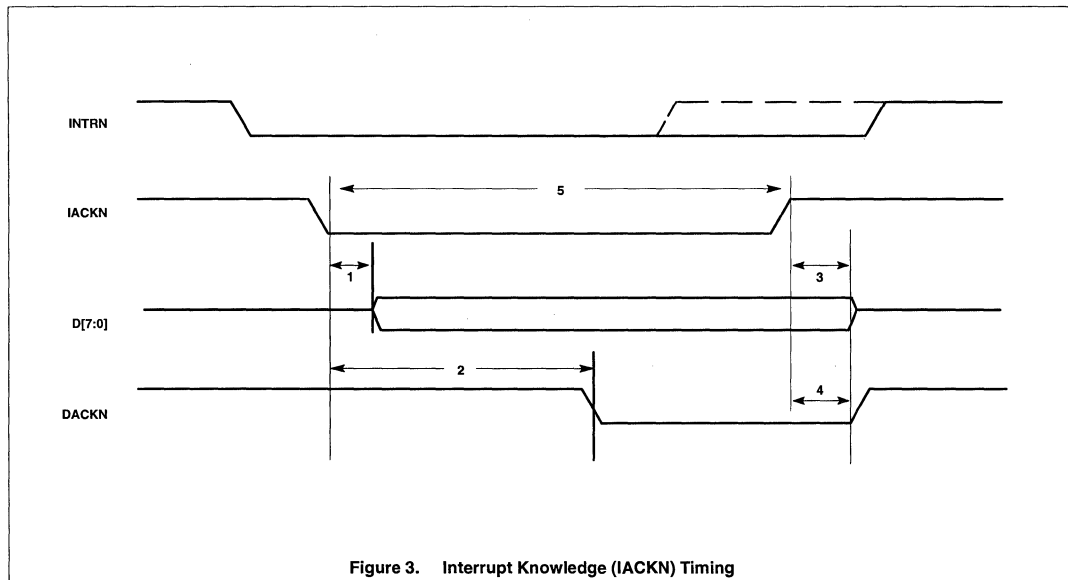 INTRN
5
IACKN
1
3
D[7:0]
2
4
DACKN
Figure 3. Interrupt Knowledge (IACKN) Timing